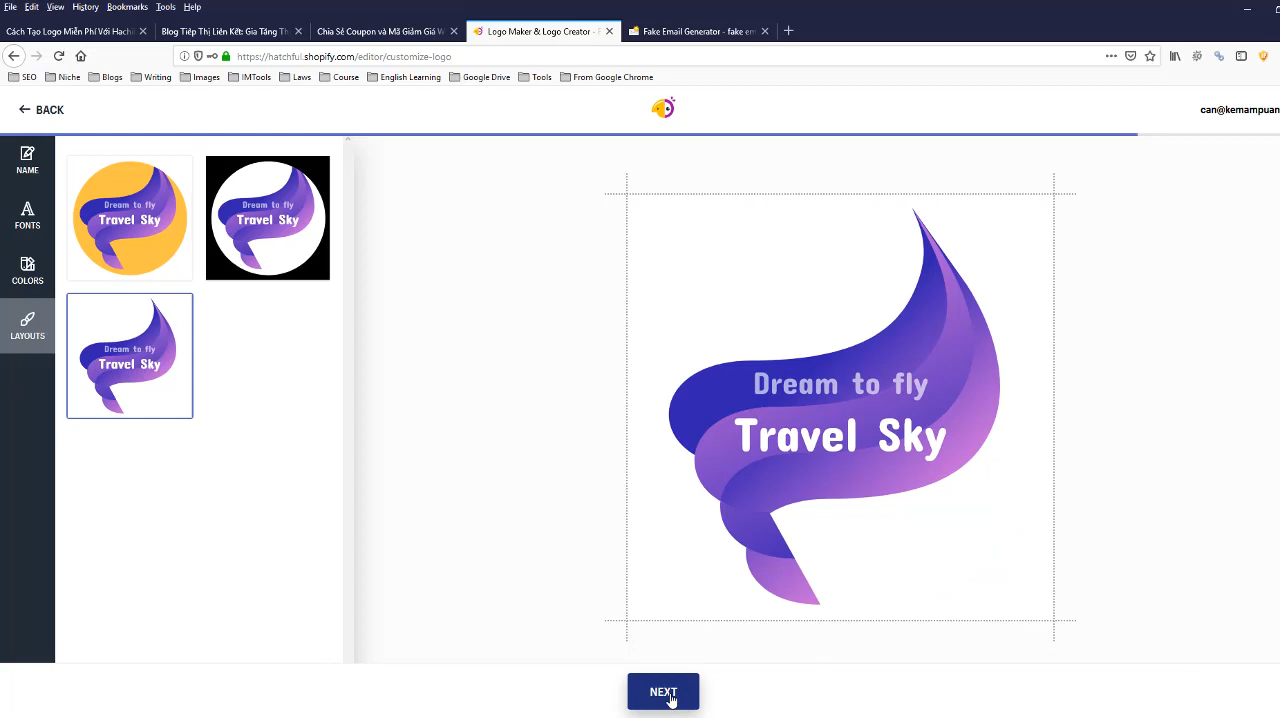 File Edit View History Bookmarks Tools Help
Cách Tạo Logo Miễn Phí Với Hachi
Blog Tiếp Thị Liên Kết: Gia Tăng Th
Chia Sẻ Coupon và Mã Giảm Giá W
Logo Maker & Logo Creator - F
Fake Email Generator - fake em
https://hatchful.shopify.com/editor/customize-logo
SEO Niche Blogs Writing Images IMTools Laws Course English Learning Google Drive Tools From Google Chrome
BACK
can@kemampuan
NAME
FONTS
COLORS
LAYOUTS
Dream to fly
Travel Sky
Dream to fly
Travel Sky
Dream to fly
Travel Sky
Dream to fly
Travel Sky
NEXT